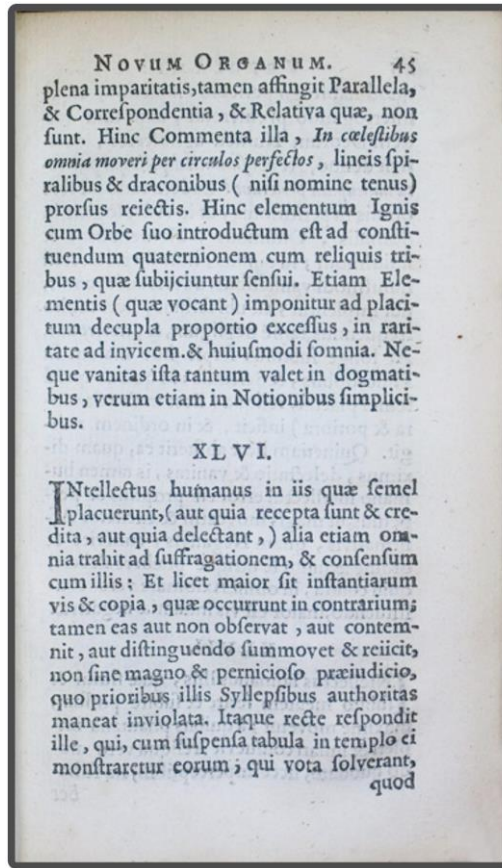 NOVUM ORGANUM. 45
plena imparitatis,tamen affingit Parallela,
& Correſpondentia, & Relativa quæ, non
ſunt. Hinc Commenta illa, In cœleſtibus
omnia moveri per circulos perfectos, lineis ſpi-
ralibus & draconibus ( niſi nomine tenus)
prorſus reiectis. Hinc elementum Ignis
cum Orbe ſuo introductum eſt ad conſti-
tuendum quaternionem cum reliquis tri-
bus, quæ ſubijciuntur ſenſui. Etiam Ele-
mentis ( quæ vocant ) imponitur ad placi-
tum decupla proportio exceſſus, in rari-
tate ad invicem.& huiuſmodi ſomnia. Ne-
que vanitas iſta tantum valet in dogmati-
bus, verum etiam in Notionibus ſimplici-
bus.
XLVI.
INtellectus humanus in iis quæ ſemel
placuerunt,( aut quia recepta ſunt & cre-
dita, aut quia delectant, ) alia etiam om-
nia trahit ad ſuffragationem, & conſenſum
cum illis: Et licet maior ſit inſtantiarum
vis & copia, quæ occurrunt in contrarium;
tamen eas aut non obſervat, aut contem-
nit, aut diſtinguendo ſummovet & reiicit,
non ſine magno & pernicioſo præiudicio,
quo prioribus illis Syllepſibus authoritas
maneat inviolata. Itaque recte reſpondit
ille, qui, cum ſuſpenſa tabula in templo ei
monſtraretur eorum; qui vota ſolverant,
quod